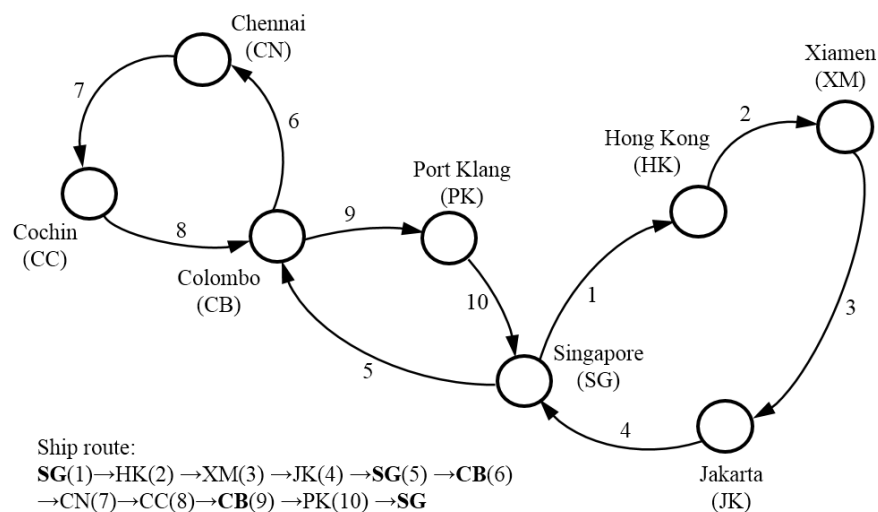 Chennai
(CN)
Xiamen
(XM)
7
6
2
Hong Kong
(HK)
Port Klang
(PK)
Cochin
(CC)
8
9
Colombo
(CB)
10
1
3
5
Singapore
(SG)
4
Jakarta
(JK)
Ship route:
SG(1)→HK(2) →XM(3) →JK(4) →SG(5) →CB(6)
→CN(7)→CC(8)→CB(9) →PK(10) →SG